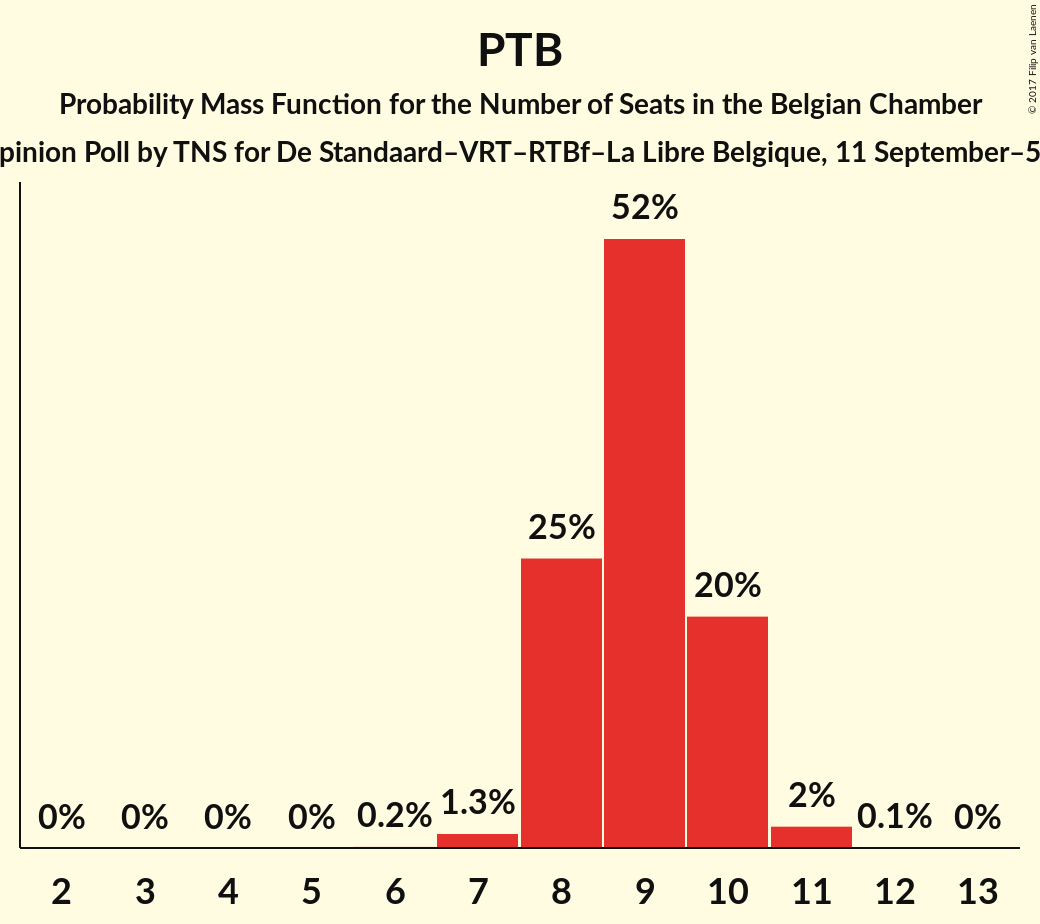 PTB
Probability Mass Function for the Number of Seats in the Belgian Chamber
pinion Poll by TNS for De Standaard–VRT–RTBf–La Libre Belgique, 11 September–5
© 2017 Filip van Laenen
52%
25%
20%
0% 0% 0% 0% 0.2% 1.3% 2% 0.1% 0%
2 3 4 5 6 7 8 9 10 11 12 13